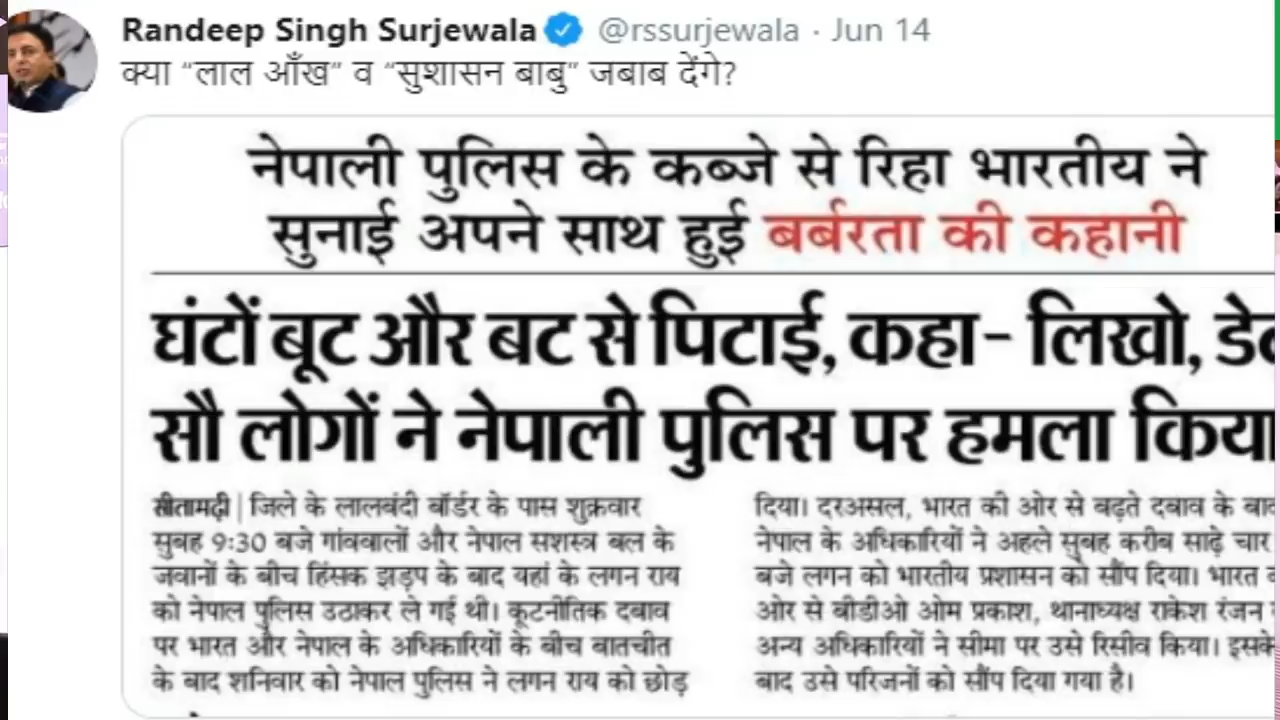 Randeep Singh Surjewala @rssurjewala · Jun 14
क्या “लाल आँख” व “सुशासन बाबु” जबाब देंगे?
नेपाली पुलिस के कब्जे से रिहा भारतीय ने
सुनाई अपने साथ हुई बर्बरता की कहानी
घंटों बूट और बट से पिटाई, कहा- लिखो,
सौ लोगों ने नेपाली पुलिस पर हमला किया
सीतामढ़ी | जिले के लालबंदी बॉर्डर के पास शुक्रवार
सुबह 9:30 बजे गांववालों और नेपाल सशस्त्र बल के
जवानों के बीच हिंसक झड़प के बाद यहां के लगन राय
को नेपाल पुलिस उठाकर ले गई थी। कूटनीतिक दबाव
पर भारत और नेपाल के अधिकारियों के बीच बातचीत
के बाद शनिवार को नेपाल पुलिस ने लगन राय को छोड़
दिया। दरअसल, भारत की ओर से बढ़ते दबाव के बाद
नेपाल के अधिकारियों ने अहले सुबह करीब साढ़े चार
बजे लगन को भारतीय प्रशासन को सौंप दिया। भारत
ओर से बीडीओ ओम प्रकाश, थानाध्यक्ष राकेश रंजन
अन्य अधिकारियों ने सीमा पर उसे रिसीव किया। इसके
बाद उसे परिजनों को सौंप दिया गया है।